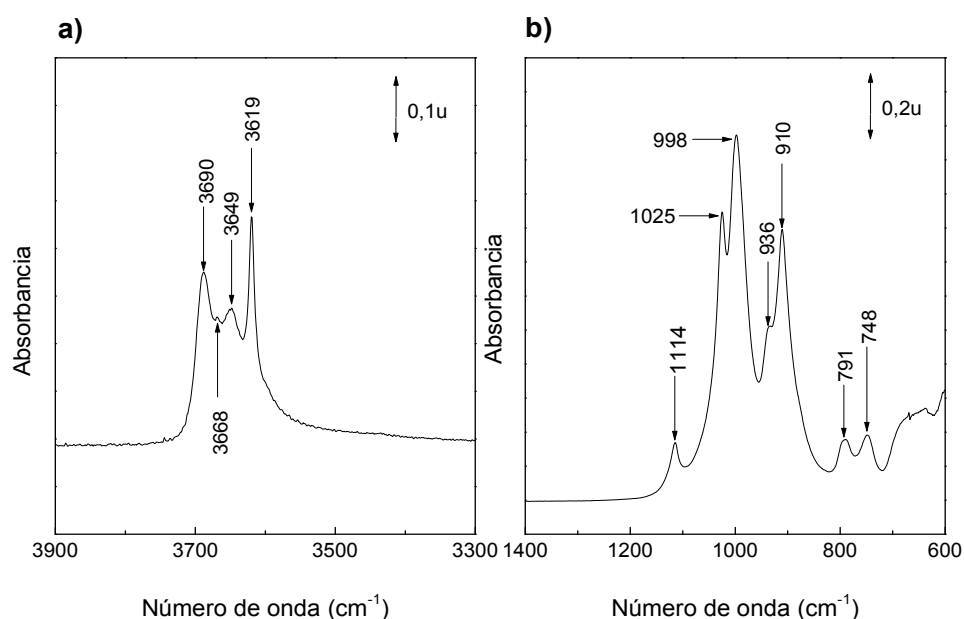 a)
0,1u
3690
3668
3649
3619
Absorbancia
3900
3700
3500
3300
Número de onda (cm⁻¹)
b)
0,2u
1114
1025
998
936
910
791
748
Absorbancia
1400
1200
1000
800
600
Número de onda (cm⁻¹)